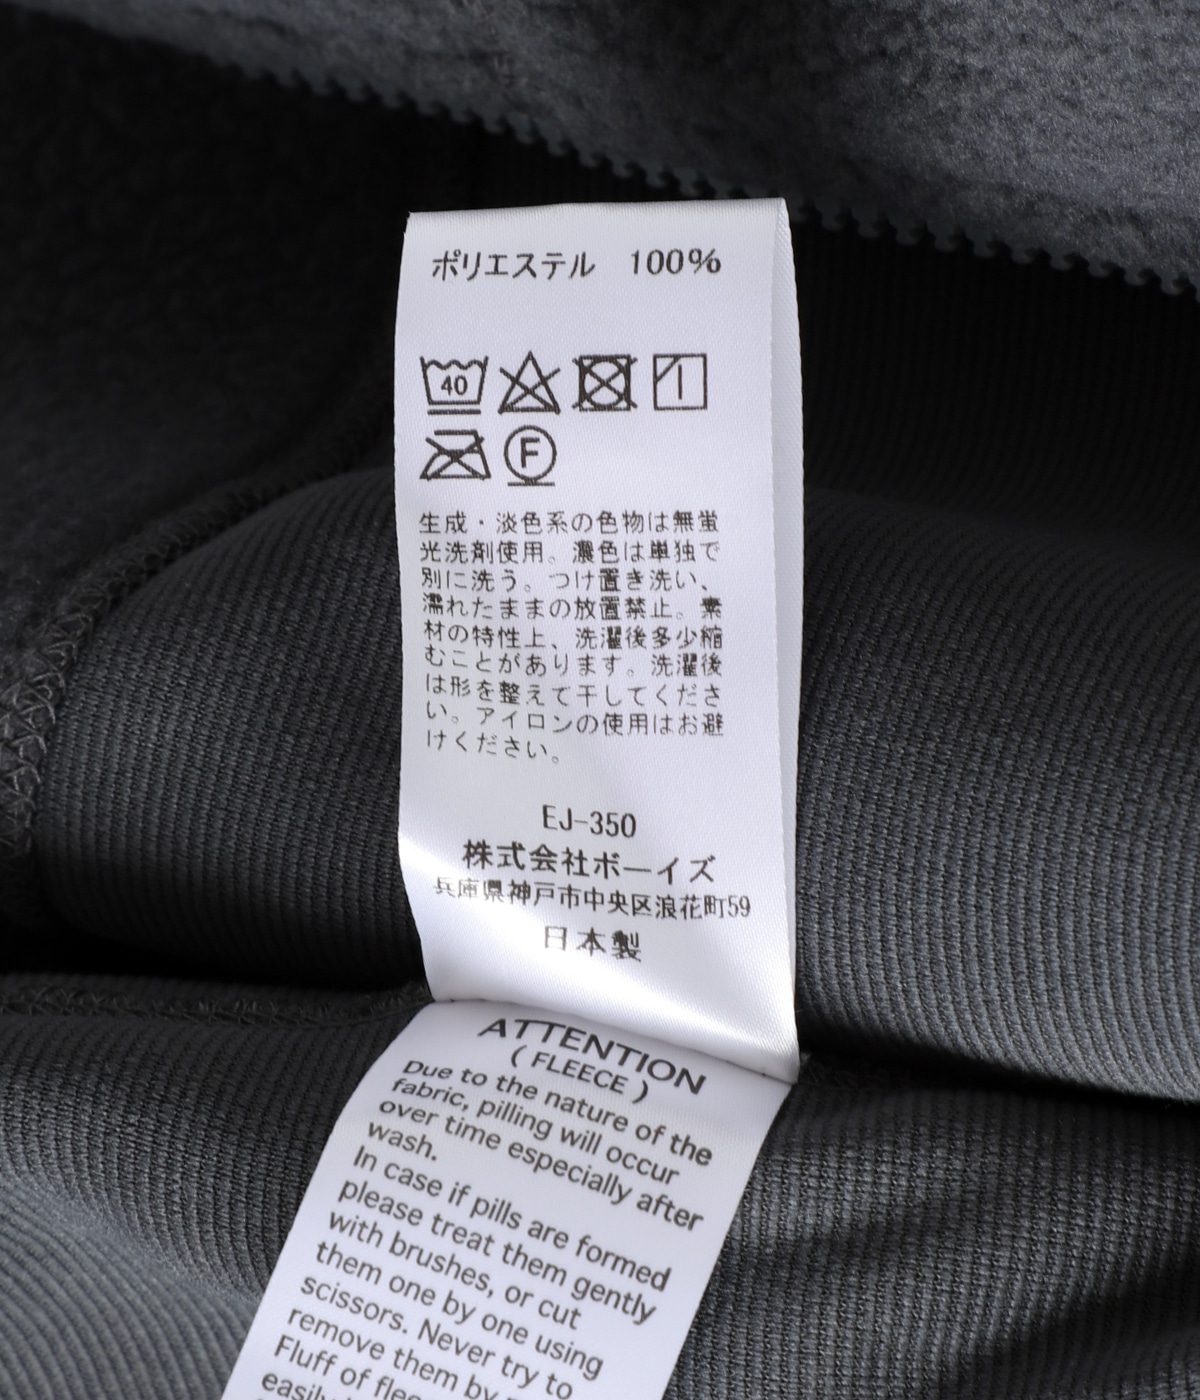 ポリエステル 100%
40
F
生成・淡色系の色物は無蛍
光洗剤使用。濃色は単独で
別に洗う。つけ置き洗い、
濡れたままの放置禁止。素
材の特性上、洗濯後多少縮
むことがあります。洗濯後
は形を整えて干してくださ
い。アイロンの使用はお避
けください。
EJ-350
株式会社ボーイズ
兵庫県神戸市中央区浪花町59
日本製
ATTENTION
( FLEECE )
Due to the nature of the
fabric, pilling will occur
over time especially after
wash.
In case if pills are formed
please treat them gently
with brushes, or cut
them one by one using
scissors. Never try to
remove them by
Fluff of
easily